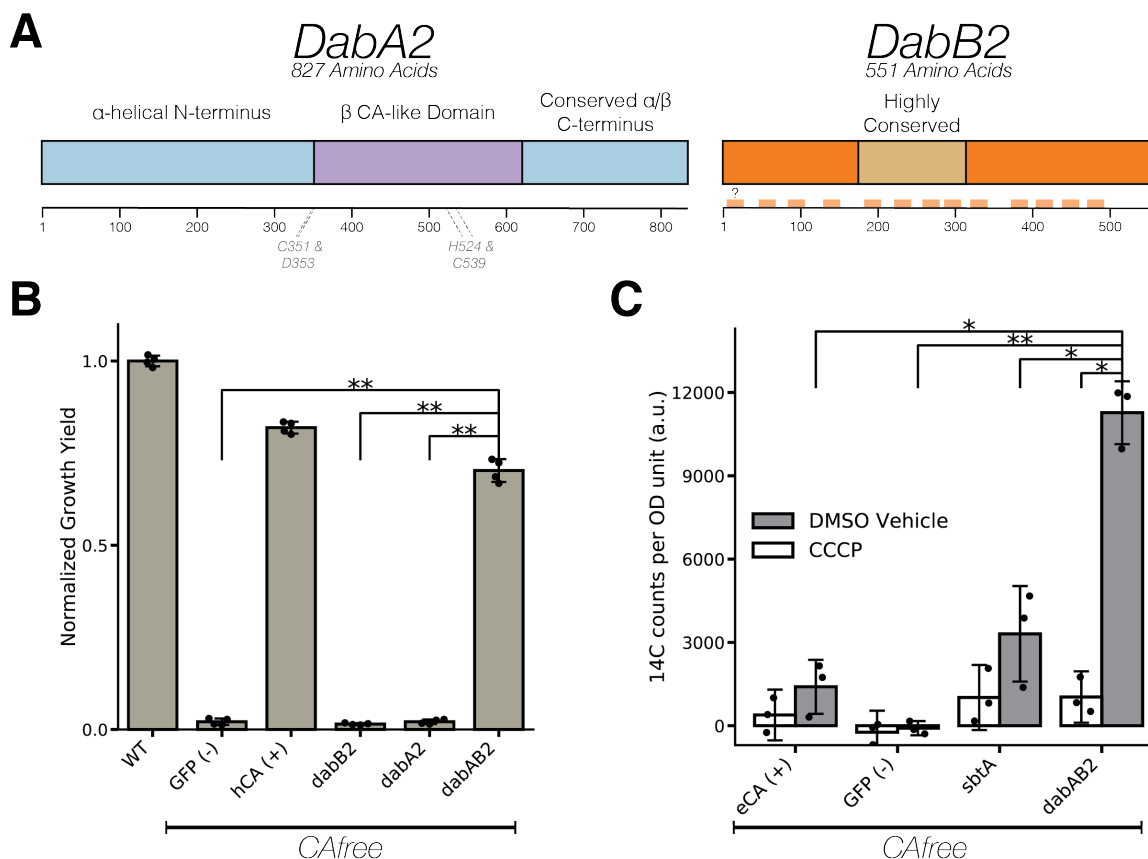 A
DabA2
827 Amino Acids
DabB2
551 Amino Acids
α-helical N-terminus
β CA-like Domain
Conserved α/β
C-terminus
Highly
Conserved
?
1 100 200 300 400 500 600 700 800
1 100 200 300 400 500
C351 &
D353
H524 &
C539
B
Normalized Growth Yield
1.0
0.5
0.0
**
**
**
WT
GFP (-)
hCA (+)
dabB2
dabA2
dabAB2
CAfree
C
14C counts per OD unit (a.u.)
12000
9000
6000
3000
0
*
**
*
*
DMSO Vehicle
CCCP
eCA (+)
GFP (-)
sbtA
dabAB2
CAfree